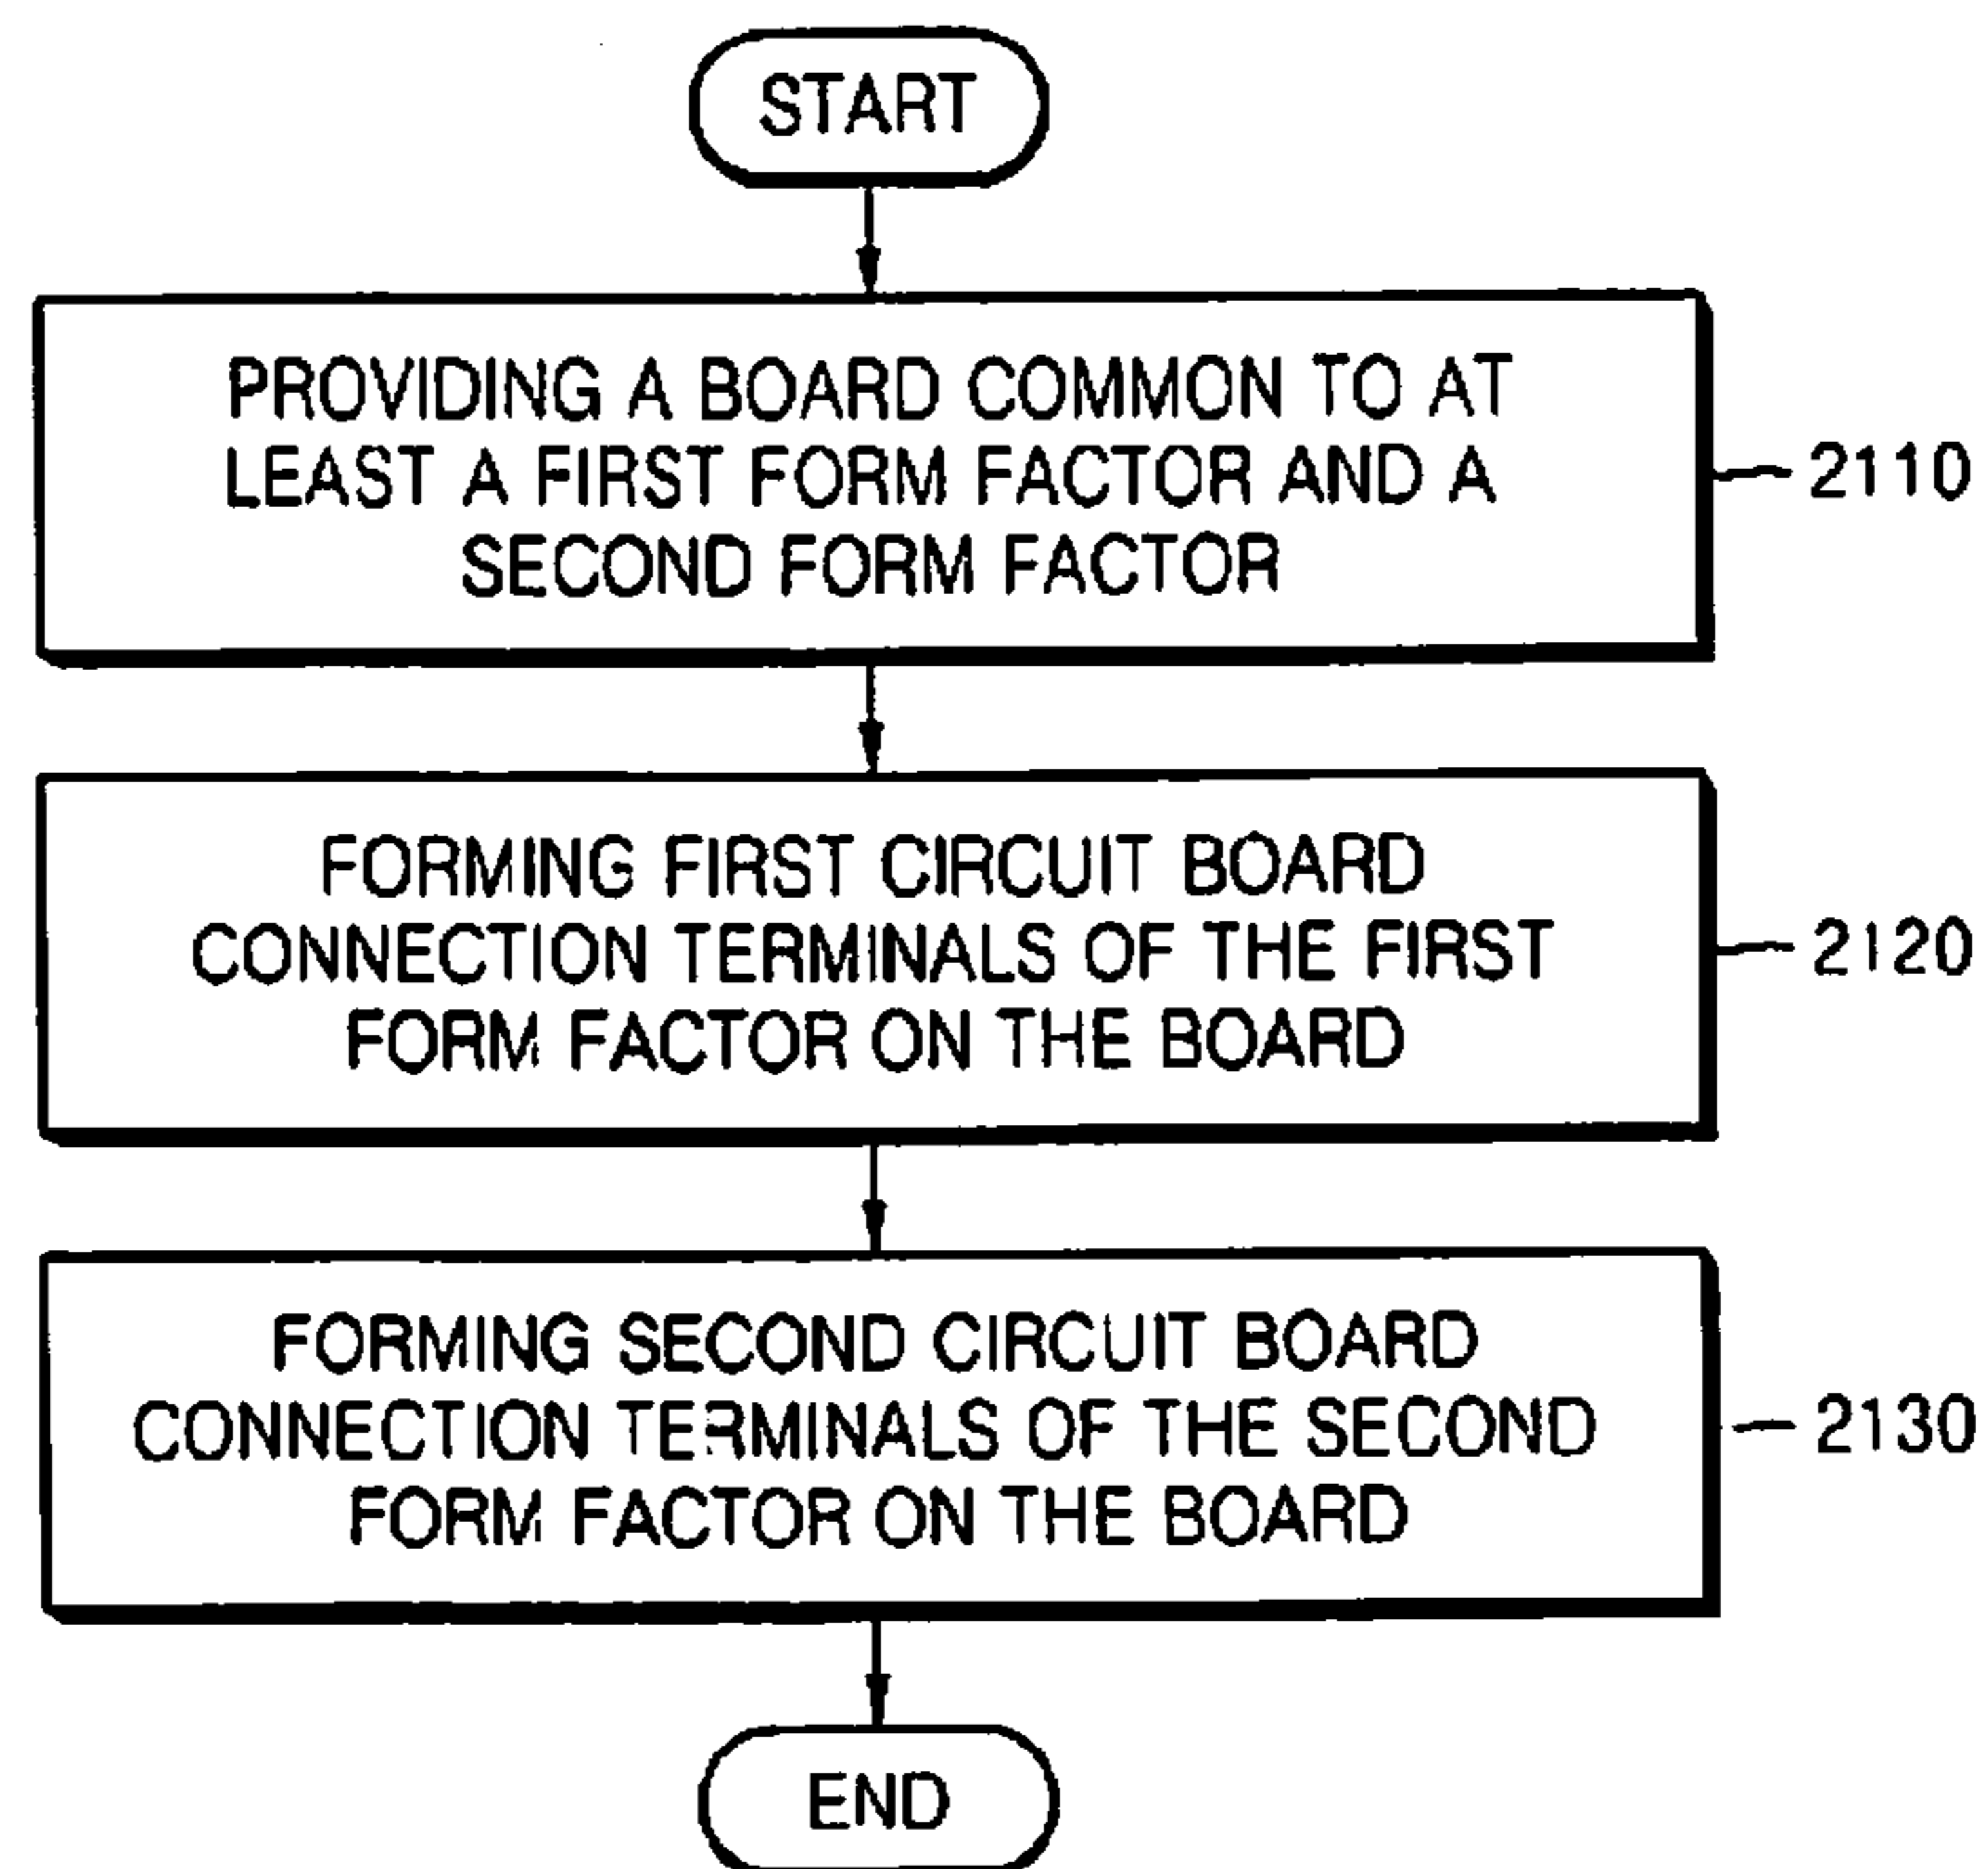 START
PROVIDING A BOARD COMMON TO AT
LEAST A FIRST FORM FACTOR AND A
SECOND FORM FACTOR
2110
FORMING FIRST CIRCUIT BOARD
CONNECTION TERMINALS OF THE FIRST
FORM FACTOR ON THE BOARD
2120
FORMING SECOND CIRCUIT BOARD
CONNECTION TERMINALS OF THE SECOND
FORM FACTOR ON THE BOARD
2130
END